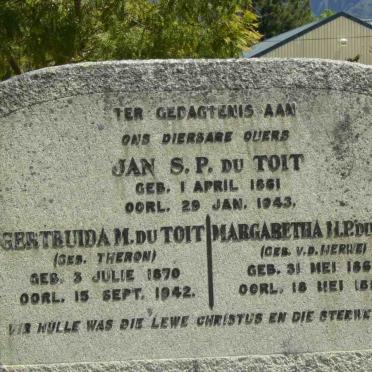 TER GEDAGTENIS AAN
ONS DIERBARE OUERS
JAN S.P. DU TOIT
GEB. 1 APRIL 1861
OORL. 29 JAN. 1943.
GERTRUIDA M. DU TOIT
(GEB. THERON)
GEB. 3 JULIE 1870
OORL. 15 SEPT. 1942.
MARGARETHA M.P. DU
(GEB. V.D. MERWE)
GEB. 31 MEI
OORL. 18 MEI
VIR HULLE WAS DIE LEWE CHRISTUS EN DIE STERWE